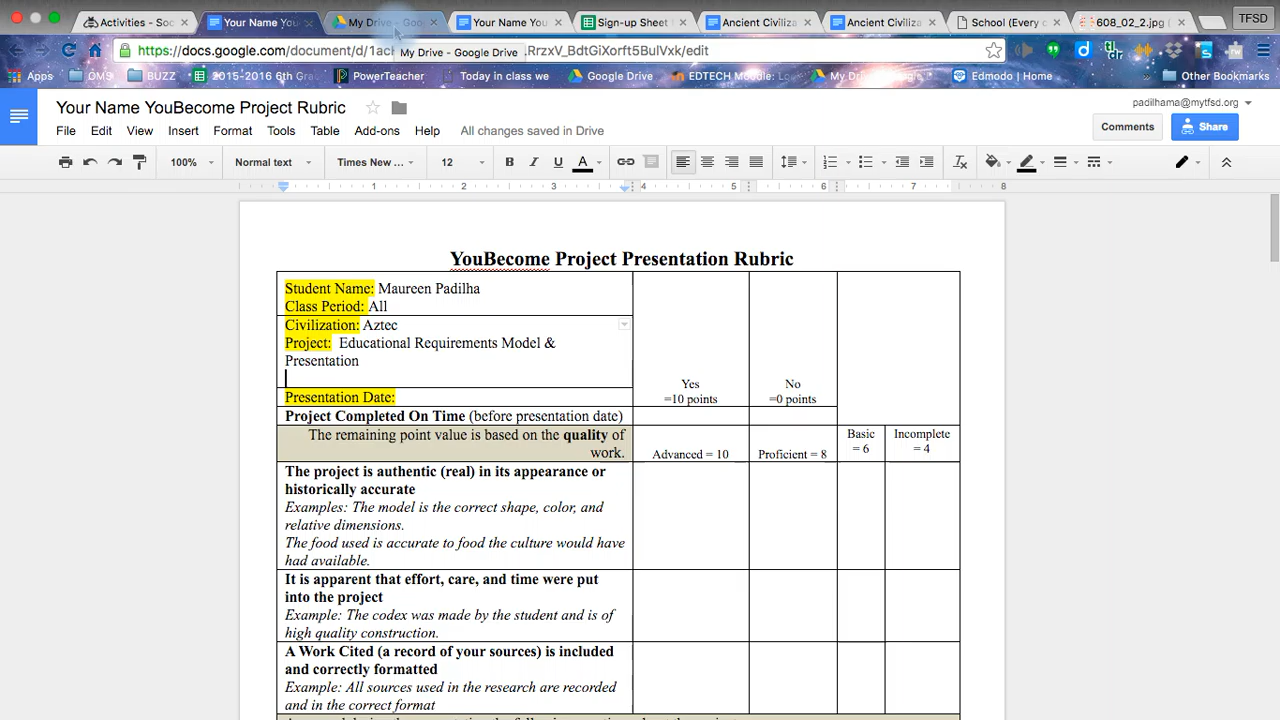 Activities - Soc
Your Name You
My Drive - Goo
Your Name You
Sign-up Sheet
Ancient Civiliza
Ancient Civiliza
School (Every c
608_02_2.jpg (
TFSD
https://docs.google.com/document/d/1ac
RrzxV_BdtGiXorft5BulVxk/edit
My Drive - Google Drive
Apps
OMS
BUZZ
2015-2016 6th Gra
PowerTeacher
Today in class we
Google Drive
EDTECH Moodle: Lo
My Dri
Edmodo | Home
»
Other Bookmarks
Your Name YouBecome Project Rubric
padilhama@mytfsd.org
File Edit View Insert Format Tools Table Add-ons Help All changes saved in Drive
Comments
Share
100% Normal text Times New ... 12 B I U A
1 2 3 4 5 6 7 8
YouBecome Project Presentation Rubric
Student Name: Maureen Padilha
Class Period: All
Civilization: Aztec
Project: Educational Requirements Model &
Presentation
Presentation Date:
Yes
=10 points
No
=0 points
Project Completed On Time (before presentation date)
The remaining point value is based on the quality of
work.
Advanced = 10
Proficient = 8
Basic
= 6
Incomplete
= 4
The project is authentic (real) in its appearance or
historically accurate
Examples: The model is the correct shape, color, and
relative dimensions.
The food used is accurate to food the culture would have
had available.
It is apparent that effort, care, and time were put
into the project
Example: The codex was made by the student and is of
high quality construction.
A Work Cited (a record of your sources) is included
and correctly formatted
Example: All sources used in the research are recorded
and in the correct format